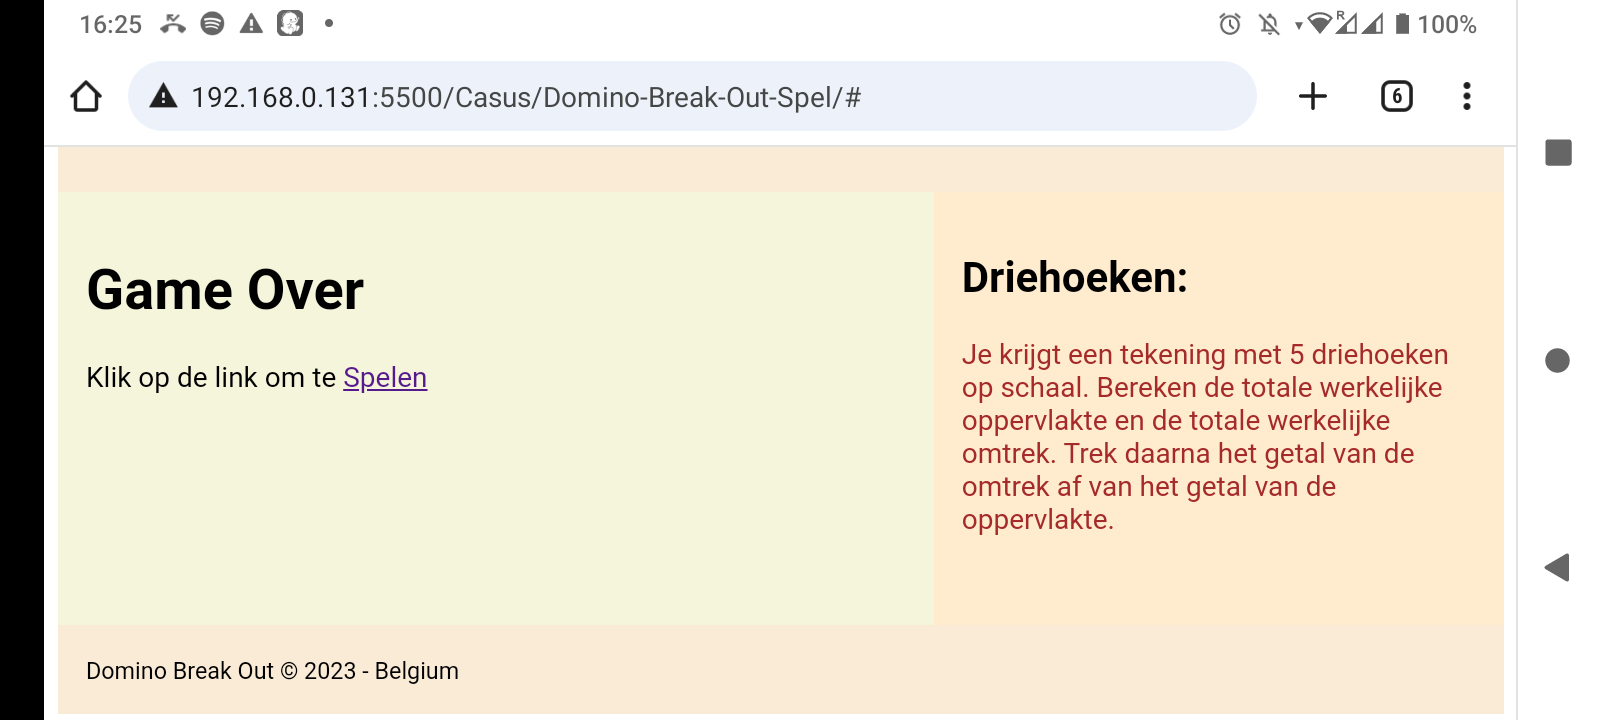 16:25
R
100%
192.168.0.131:5500/Casus/Domino-Break-Out-Spel/#
6
Game Over
Klik op de link om te Spelen
Driehoeken:
Je krijgt een tekening met 5 driehoeken
op schaal. Bereken de totale werkelijke
oppervlakte en de totale werkelijke
omtrek. Trek daarna het getal van de
omtrek af van het getal van de
oppervlakte.
Domino Break Out © 2023 - Belgium